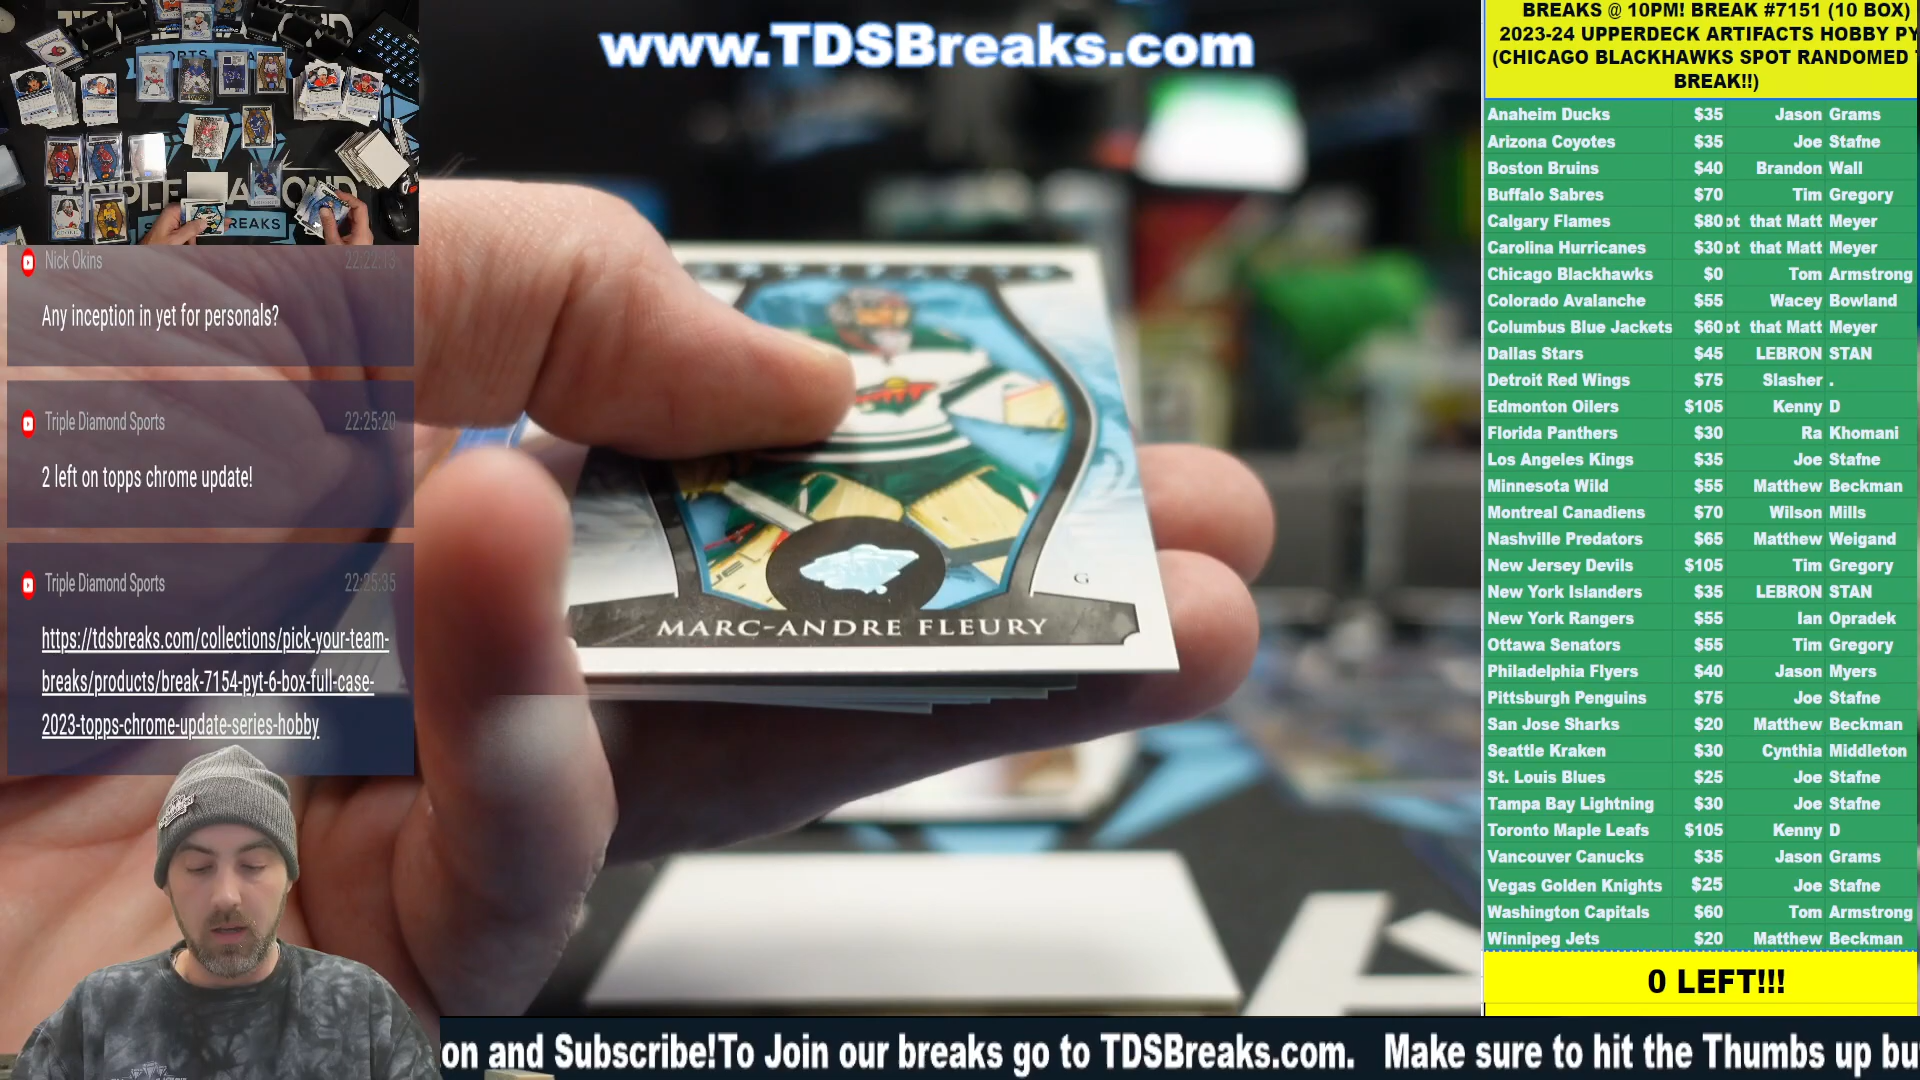 www.TDSBreaks.com
Nick Okins 22:22:13
Any inception in yet for personals?
Triple Diamond Sports 22:25:20
2 left on topps chrome update!
Triple Diamond Sports 22:25:35
https://tdsbreaks.com/collections/pick-your-team-
breaks/products/break-7154-pyt-6-box-full-case-
2023-topps-chrome-update-series-hobby
G
MARC-ANDRE FLEURY
BREAKS @ 10PM! BREAK #7151 (10 BOX)
2023-24 UPPERDECK ARTIFACTS HOBBY PY
(CHICAGO BLACKHAWKS SPOT RANDOMED
BREAK!!)
Anaheim Ducks $35 Jason Grams
Arizona Coyotes $35 Joe Stafne
Boston Bruins $40 Brandon Wall
Buffalo Sabres $70 Tim Gregory
Calgary Flames $80 ot that Matt Meyer
Carolina Hurricanes $30 ot that Matt Meyer
Chicago Blackhawks $0 Tom Armstrong
Colorado Avalanche $55 Wacey Bowland
Columbus Blue Jackets $60 ot that Matt Meyer
Dallas Stars $45 LEBRON STAN
Detroit Red Wings $75 Slasher .
Edmonton Oilers $105 Kenny D
Florida Panthers $30 Ra Khomani
Los Angeles Kings $35 Joe Stafne
Minnesota Wild $55 Matthew Beckman
Montreal Canadiens $70 Wilson Mills
Nashville Predators $65 Matthew Weigand
New Jersey Devils $105 Tim Gregory
New York Islanders $35 LEBRON STAN
New York Rangers $55 Ian Opradek
Ottawa Senators $55 Tim Gregory
Philadelphia Flyers $40 Jason Myers
Pittsburgh Penguins $75 Joe Stafne
San Jose Sharks $20 Matthew Beckman
Seattle Kraken $30 Cynthia Middleton
St. Louis Blues $25 Joe Stafne
Tampa Bay Lightning $30 Joe Stafne
Toronto Maple Leafs $105 Kenny D
Vancouver Canucks $35 Jason Grams
Vegas Golden Knights $25 Joe Stafne
Washington Capitals $60 Tom Armstrong
Winnipeg Jets $20 Matthew Beckman
0 LEFT!!!
on and Subscribe!To Join our breaks go to TDSBreaks.com. Make sure to hit the Thumbs up bu